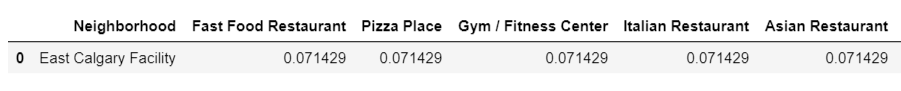 Neighborhood Fast Food Restaurant Pizza Place Gym / Fitness Center Italian Restaurant Asian Restaurant
0 East Calgary Facility 0.071429 0.071429 0.071429 0.071429 0.071429